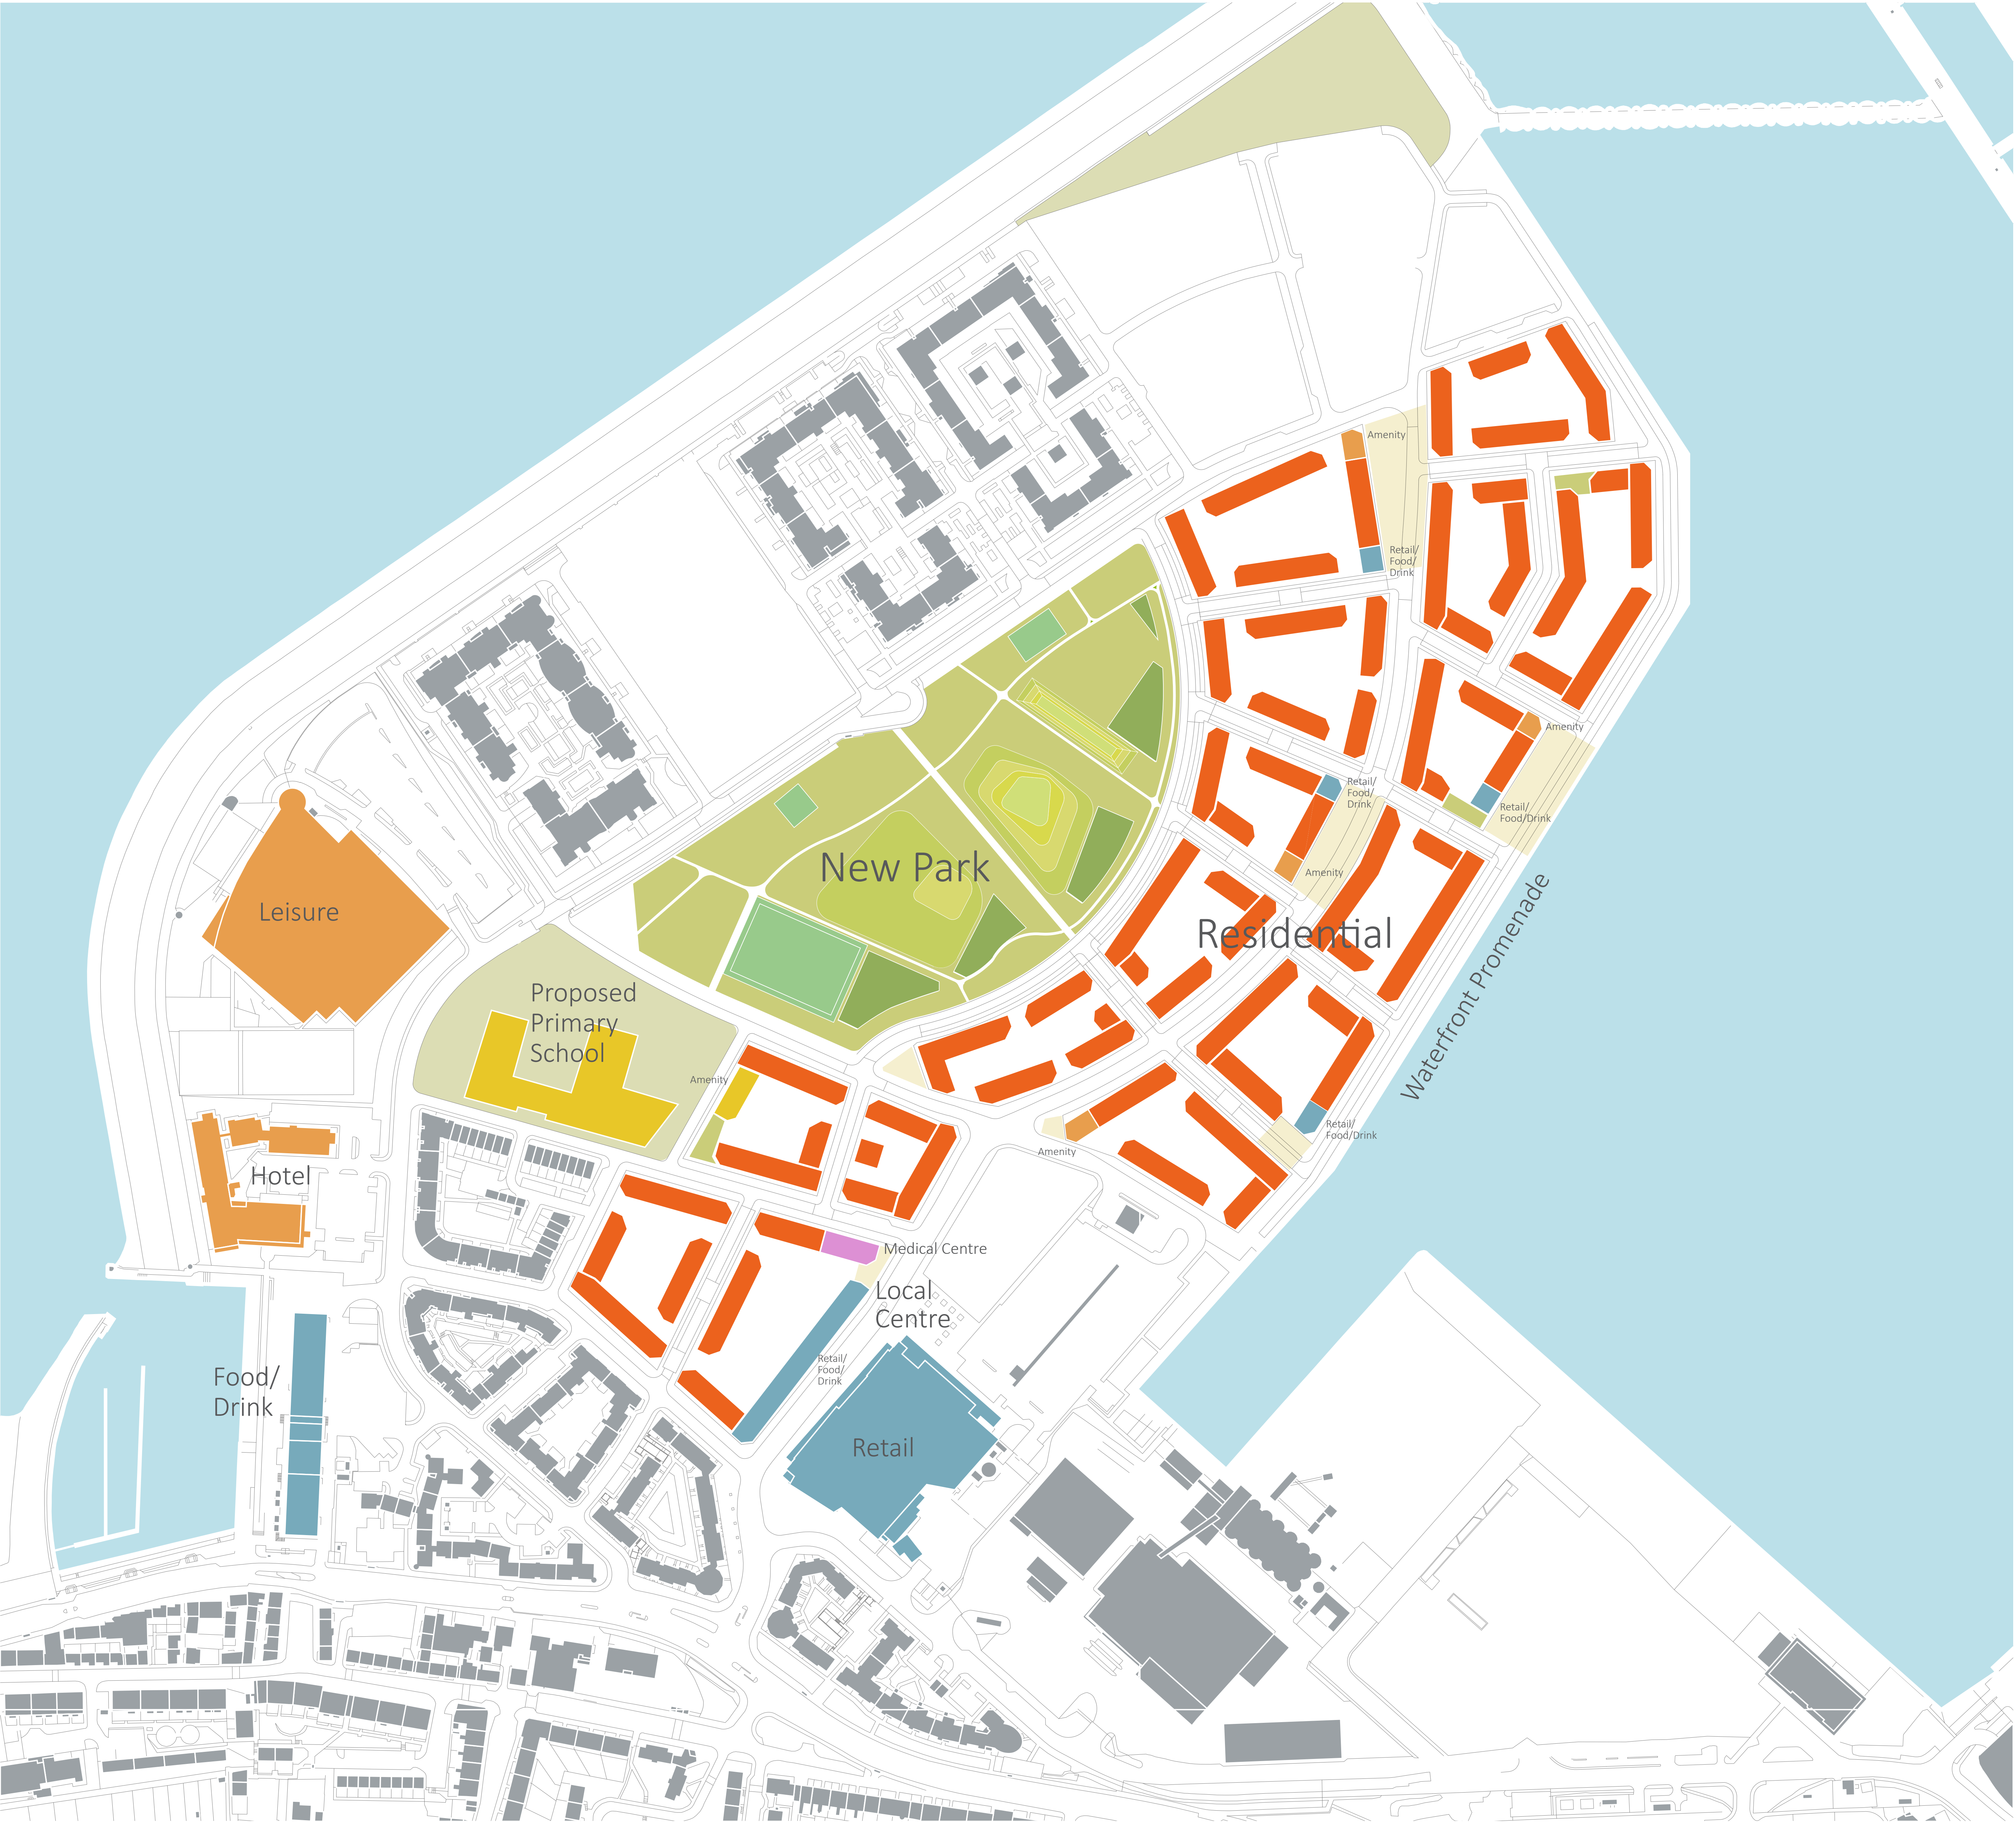 Amenity
Retail/
Food/
Drink
Amenity
Retail/
Food/Drink
Retail/
Food/
Drink
Amenity
New Park
Residential
Waterfront Promenade
Leisure
Proposed
Primary
School
Amenity
Retail/
Food/Drink
Amenity
Hotel
Medical Centre
Local
Centre
Retail/
Food/
Drink
Food/
Drink
Retail